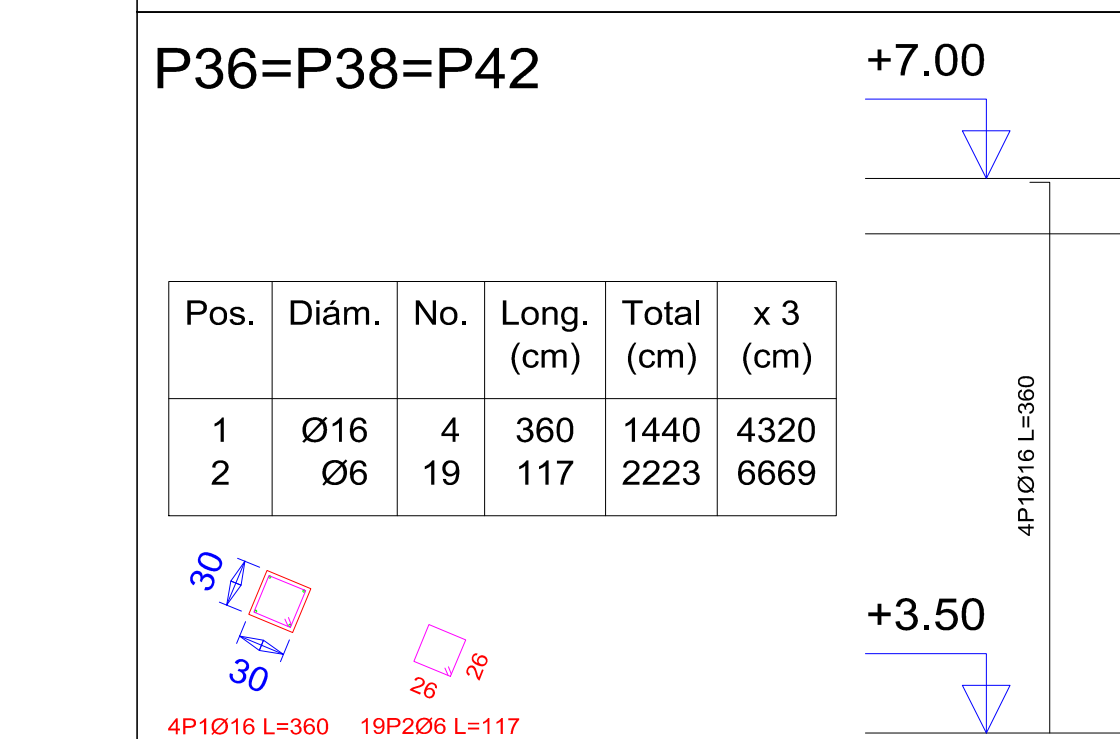 P36=P38=P42
+7.00
Pos. Diám. No. Long. Total x 3
(cm) (cm) (cm)
1 Ø16 4 360 1440 4320
2 Ø6 19 117 2223 6669
4P1Ø16 L=360
30
30
26
26
4P1Ø16 L=360
19P2Ø6 L=117
+3.50